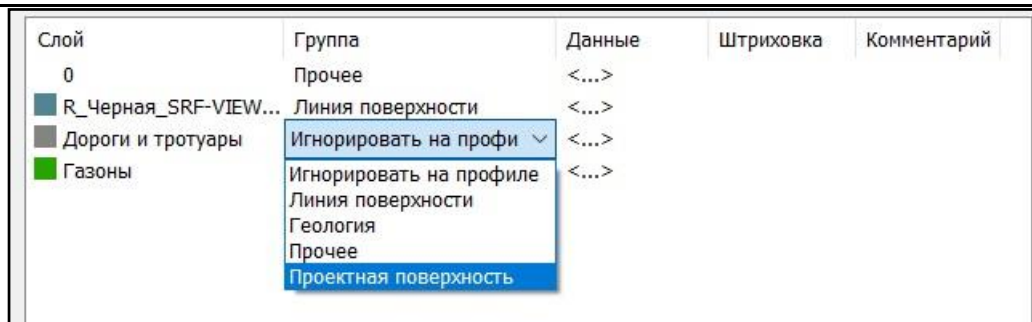 Слой Группа Данные Штриховка Комментарий
0 Прочее <...>
R_Черная_SRF-VIEW... Линия поверхности <...>
Дороги и тротуары Игнорировать на профи <...>
Газоны <...>
Игнорировать на профиле
Линия поверхности
Геология
Прочее
Проектная поверхность